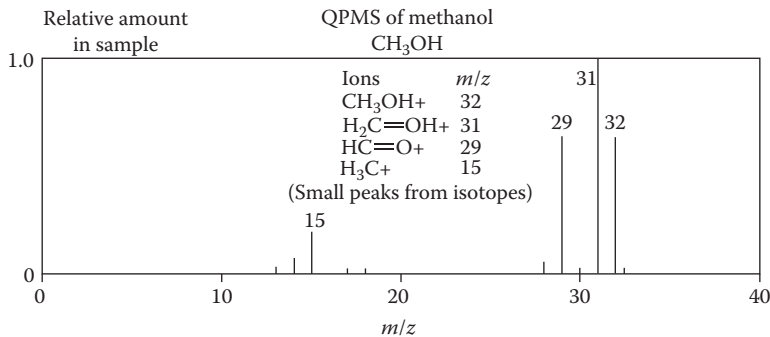 Relative amount
in sample
QPMS of methanol
CH₃OH
1.0
Ions m/z
CH₃OH+ 32
H₂C=OH+ 31
HC=O+ 29
H₃C+ 15
(Small peaks from isotopes)
31
29
32
15
0
0 10 20 30 40
m/z